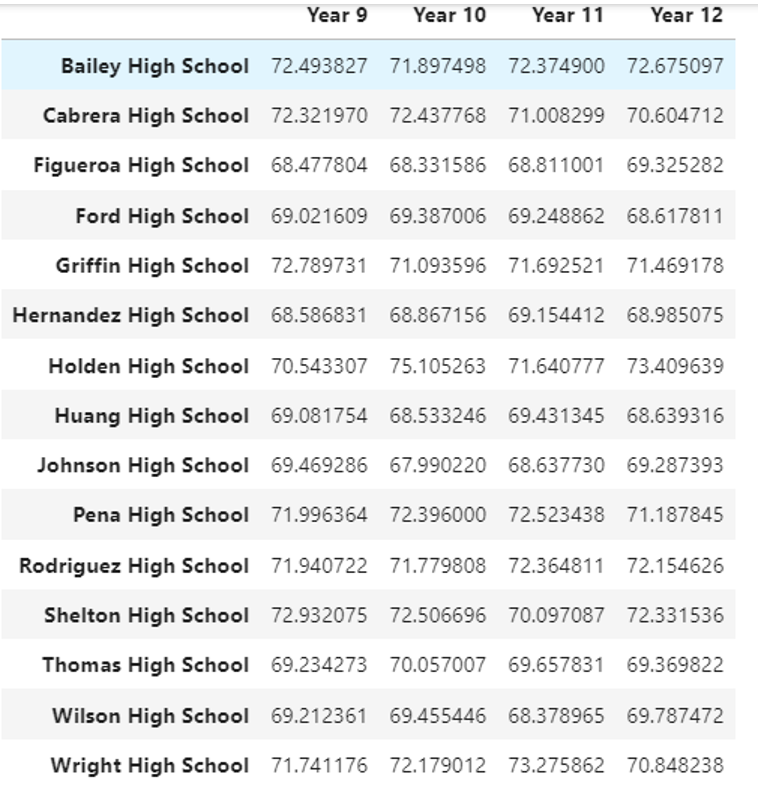 Year 9 Year 10 Year 11 Year 12
Bailey High School 72.493827 71.897498 72.374900 72.675097
Cabrera High School 72.321970 72.437768 71.008299 70.604712
Figueroa High School 68.477804 68.331586 68.811001 69.325282
Ford High School 69.021609 69.387006 69.248862 68.617811
Griffin High School 72.789731 71.093596 71.692521 71.469178
Hernandez High School 68.586831 68.867156 69.154412 68.985075
Holden High School 70.543307 75.105263 71.640777 73.409639
Huang High School 69.081754 68.533246 69.431345 68.639316
Johnson High School 69.469286 67.990220 68.637730 69.287393
Pena High School 71.996364 72.396000 72.523438 71.187845
Rodriguez High School 71.940722 71.779808 72.364811 72.154626
Shelton High School 72.932075 72.506696 70.097087 72.331536
Thomas High School 69.234273 70.057007 69.657831 69.369822
Wilson High School 69.212361 69.455446 68.378965 69.787472
Wright High School 71.741176 72.179012 73.275862 70.848238